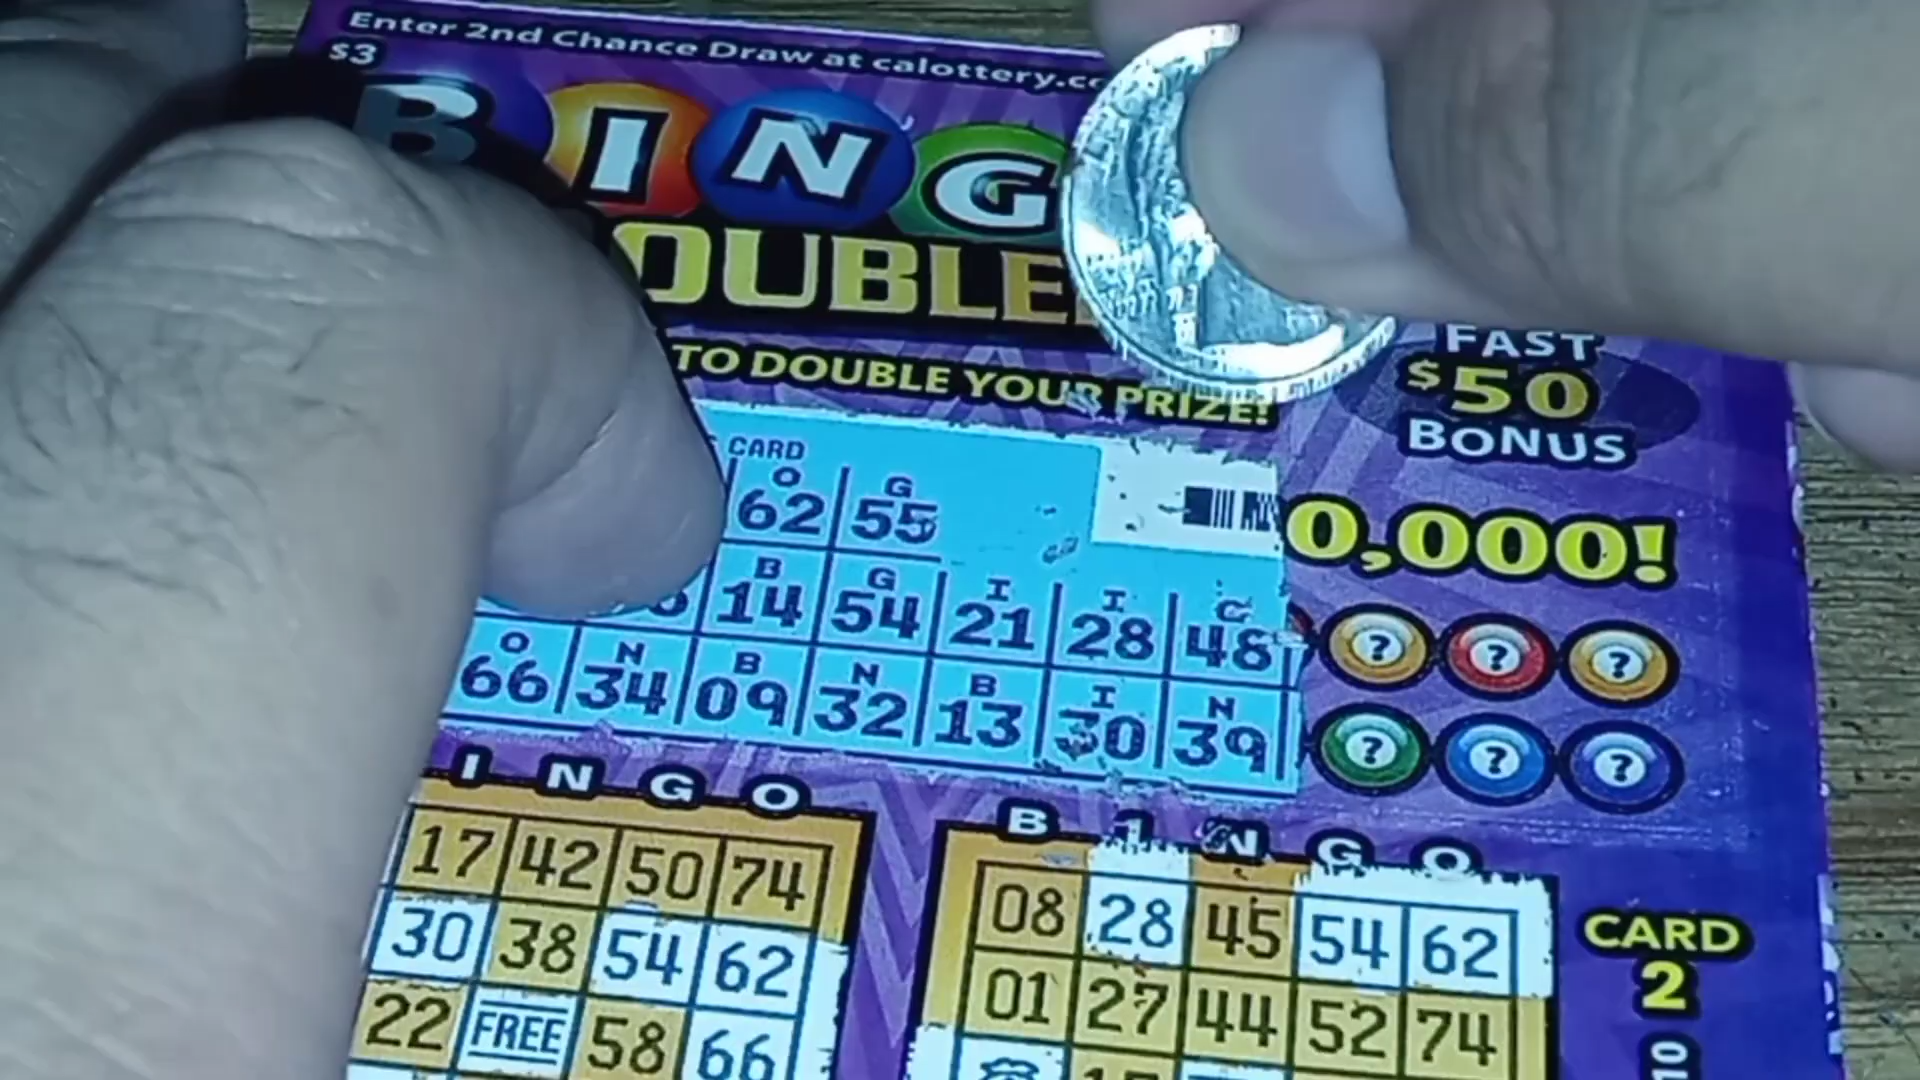 Enter 2nd Chance Draw at calottery.c
$3
BING
OUBLE
TO DOUBLE YOUR PRIZE!
FAST
$50
BONUS
0,000!
CARD
O G
62 55
B G I I G
14 54 21 28 48
O N B N B I N
66 34 09 32 13 30 39
? ? ?
? ? ?
I N G O
17 42 50 74
30 38 54 62
22 FREE 58 66
B I N G O
08 28 45 54 62
01 27 44 52 74
CARD
2
10